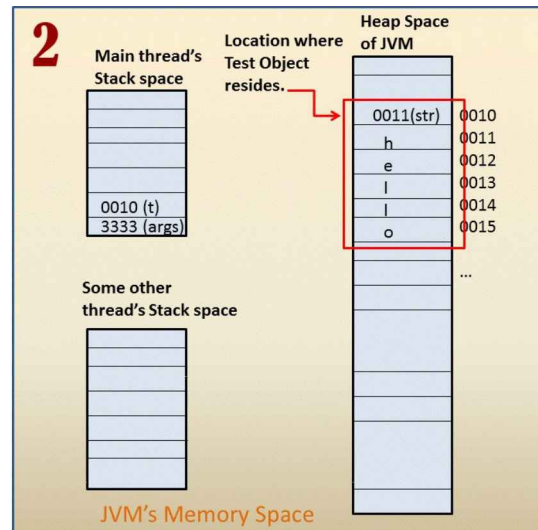 2
Main thread's
Stack space
0010 (t)
3333 (args)
Location where
Test Object
resides.
Heap Space
of JVM
0011(str) 0010
h 0011
e 0012
l 0013
l 0014
o 0015
...
Some other
thread's Stack space
JVM's Memory Space